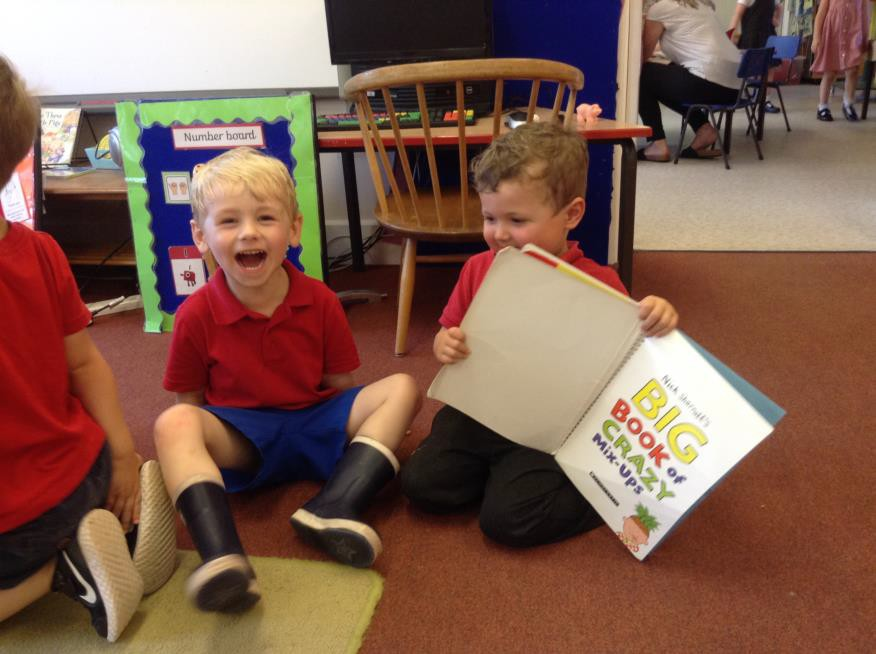 Number board
Nick Sharratt's
BIG
BOOK of
CRAZY
Mix-Ups